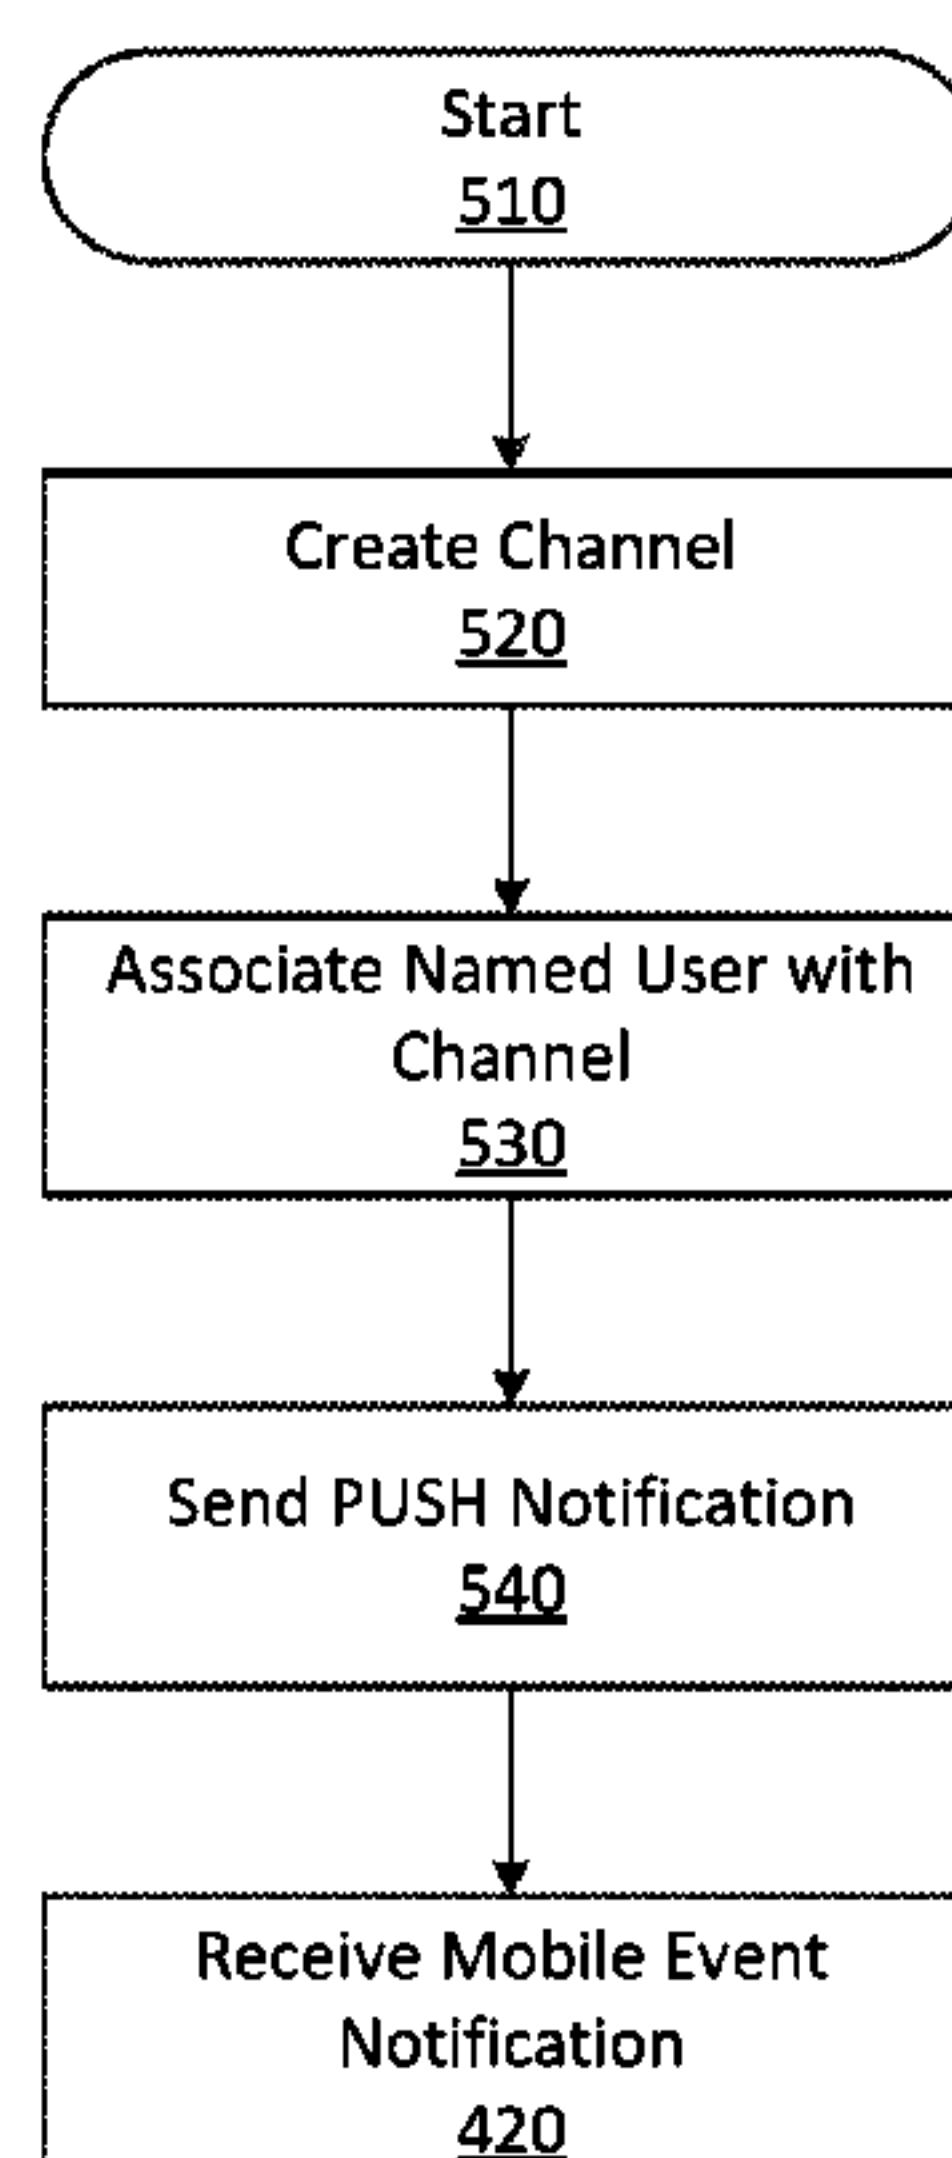 Start
510
Create Channel
520
Associate Named User with
Channel
530
Send PUSH Notification
540
Receive Mobile Event
Notification
420